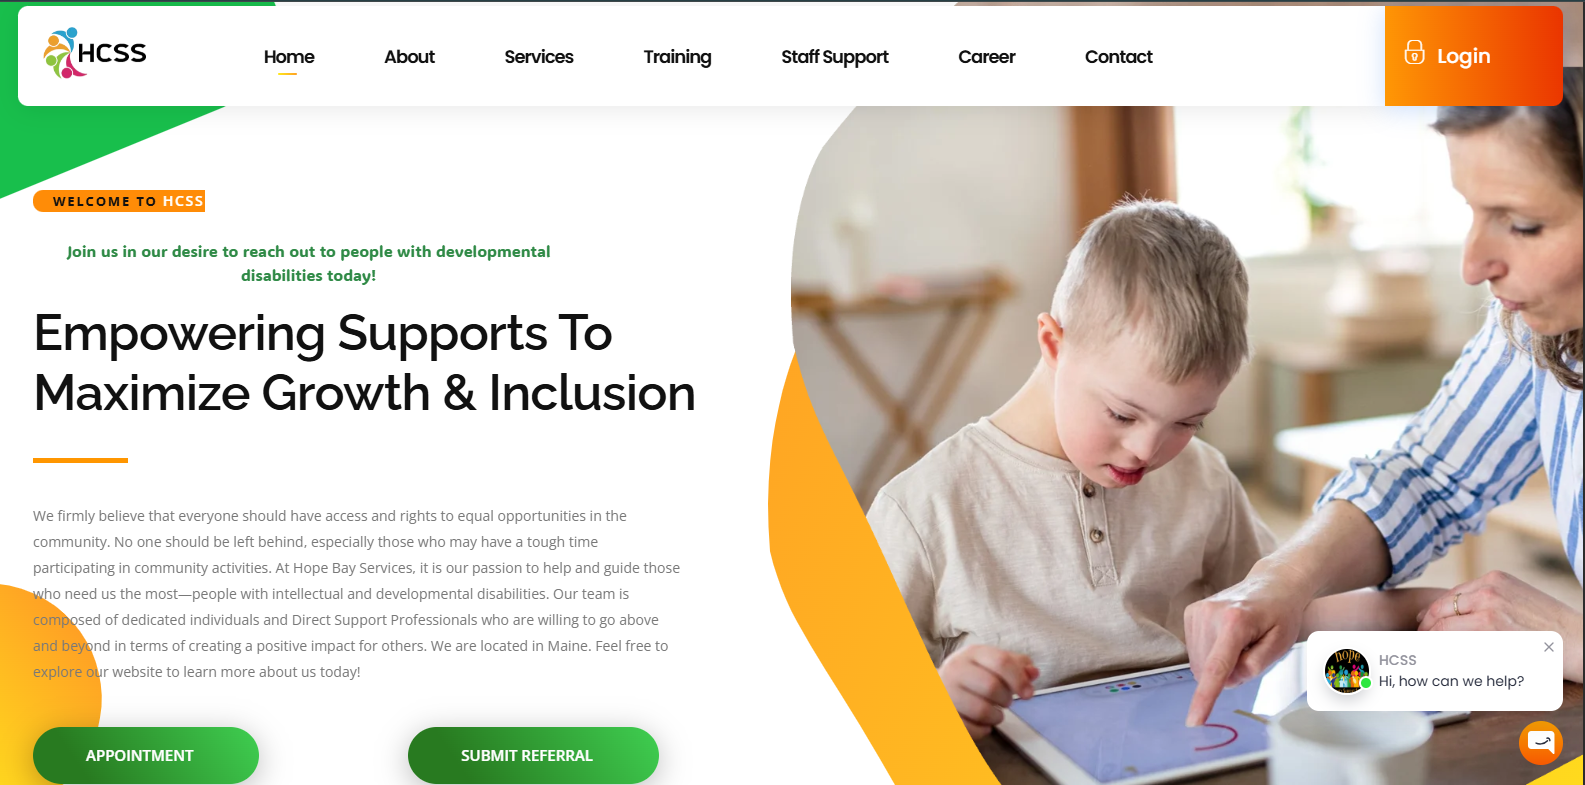 HCSS
Home About Services Training Staff Support Career Contact
Login
WELCOME TO HCSS
Join us in our desire to reach out to people with developmental
disabilities today!
Empowering Supports To
Maximize Growth & Inclusion
We firmly believe that everyone should have access and rights to equal opportunities in the
community. No one should be left behind, especially those who may have a tough time
participating in community activities. At Hope Bay Services, it is our passion to help and guide those
who need us the most—people with intellectual and developmental disabilities. Our team is
composed of dedicated individuals and Direct Support Professionals who are willing to go above
and beyond in terms of creating a positive impact for others. We are located in Maine. Feel free to
explore our website to learn more about us today!
APPOINTMENT
SUBMIT REFERRAL
hope
HCSS
Hi, how can we help?